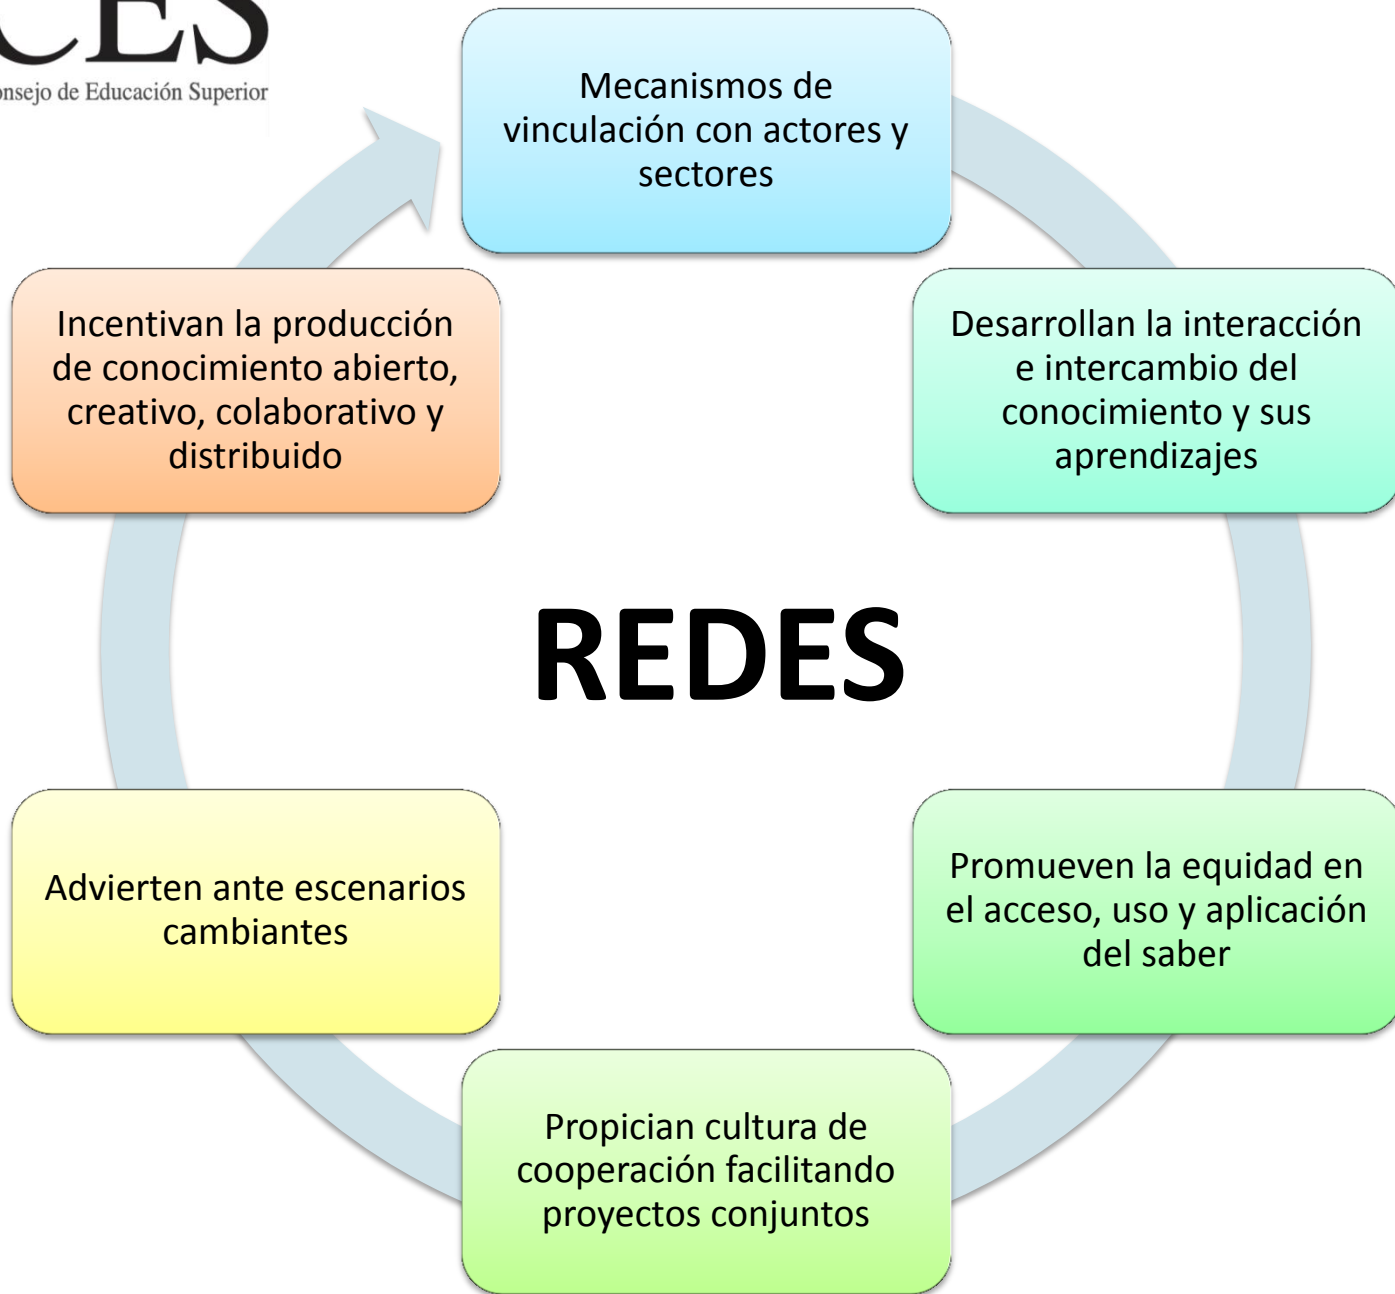 CES
onsejo de Educación Superior
Mecanismos de
vinculación con actores y
sectores
Desarrollan la interacción
e intercambio del
conocimiento y sus
aprendizajes
Promueven la equidad en
el acceso, uso y aplicación
del saber
Propician cultura de
cooperación facilitando
proyectos conjuntos
Advierten ante escenarios
cambiantes
Incentivan la producción
de conocimiento abierto,
creativo, colaborativo y
distribuido
REDES